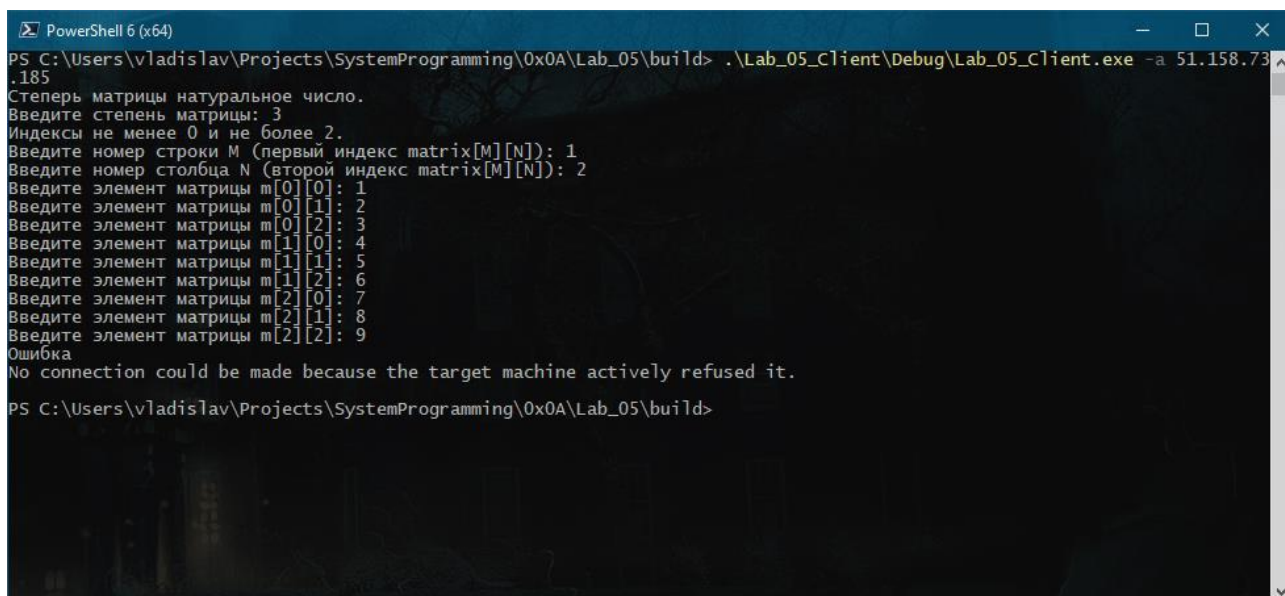 PowerShell 6 (x64)
PS C:\Users\vladislav\Projects\SystemProgramming\0x0A\Lab_05\build> .\Lab_05_Client\Debug\Lab_05_Client.exe -a 51.158.73
.185
Степерь матрицы натуральное число.
Введите степень матрицы: 3
Индексы не менее 0 и не более 2.
Введите номер строки M (первый индекс matrix[M][N]): 1
Введите номер столбца N (второй индекс matrix[M][N]): 2
Введите элемент матрицы m[0][0]: 1
Введите элемент матрицы m[0][1]: 2
Введите элемент матрицы m[0][2]: 3
Введите элемент матрицы m[1][0]: 4
Введите элемент матрицы m[1][1]: 5
Введите элемент матрицы m[1][2]: 6
Введите элемент матрицы m[2][0]: 7
Введите элемент матрицы m[2][1]: 8
Введите элемент матрицы m[2][2]: 9
Ошибка
No connection could be made because the target machine actively refused it.
PS C:\Users\vladislav\Projects\SystemProgramming\0x0A\Lab_05\build>